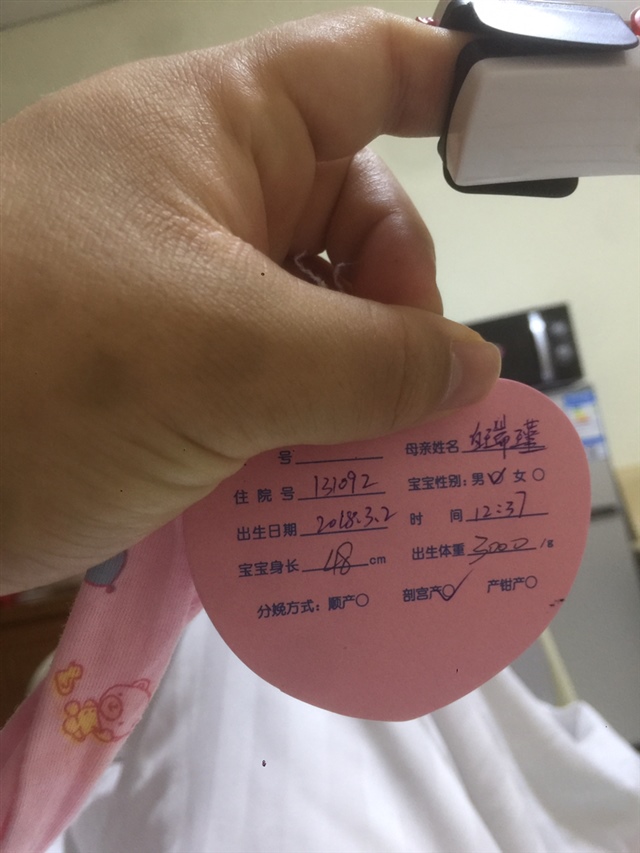 号 母亲姓名
住院号 131092 宝宝性别：男 女
出生日期 2018.3.2 时间 12:37
宝宝身长 48 cm 出生体重 3000 /g
分娩方式：顺产 剖宫产 产钳产